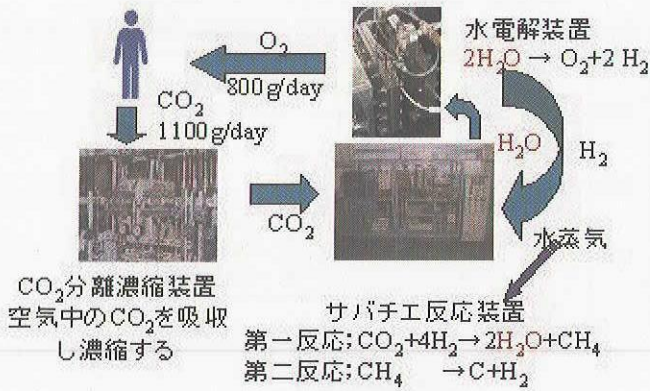 水電解装置
2H₂O → O₂+2 H₂
O₂
800g/day
CO₂
1100g/day
H₂O
H₂
CO₂
水蒸気
CO₂分離濃縮装置
空気中のCO₂を吸収
し濃縮する
サバチエ反応装置
第一反応;CO₂+4H₂→2H₂O+CH₄
第二反応;CH₄ →C+H₂